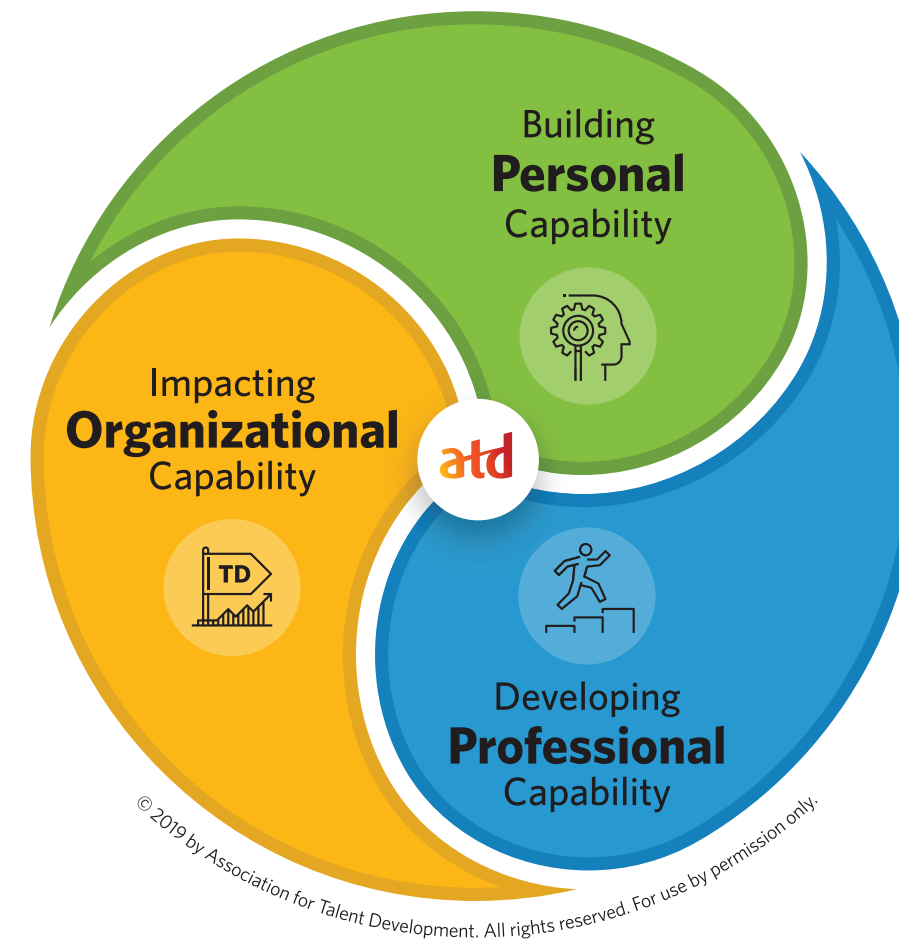 Building
Personal
Capability
Impacting
Organizational
Capability
TD
atd
Developing
Professional
Capability
© 2019 by Association for Talent Development. All rights reserved. For use by permission only.